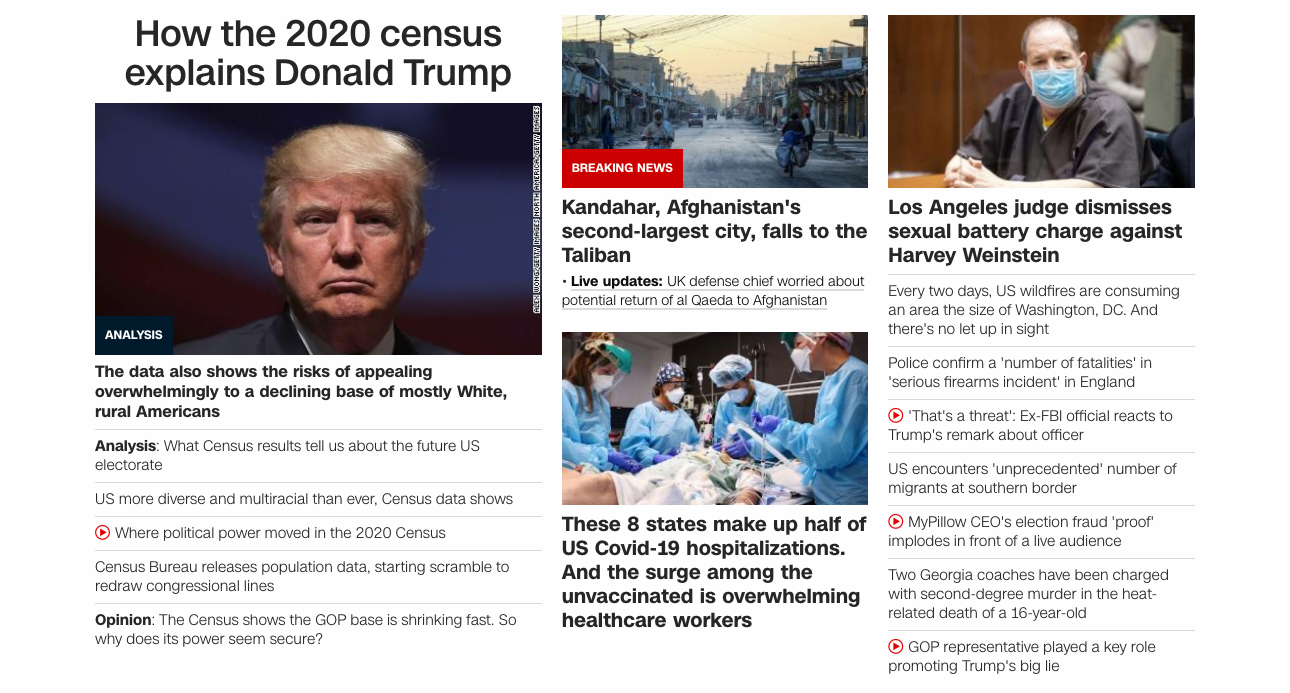 How the 2020 census
explains Donald Trump
ALEX WONG/GETTY IMAGES NORTH AMERICA/GETTY IMAGES
ANALYSIS
The data also shows the risks of appealing
overwhelmingly to a declining base of mostly White,
rural Americans
Analysis: What Census results tell us about the future US
electorate
US more diverse and multiracial than ever, Census data shows
Where political power moved in the 2020 Census
Census Bureau releases population data, starting scramble to
redraw congressional lines
Opinion: The Census shows the GOP base is shrinking fast. So
why does its power seem secure?
BREAKING NEWS
Kandahar, Afghanistan's
second-largest city, falls to the
Taliban
• Live updates: UK defense chief worried about
potential return of al Qaeda to Afghanistan
These 8 states make up half of
US Covid-19 hospitalizations.
And the surge among the
unvaccinated is overwhelming
healthcare workers
Los Angeles judge dismisses
sexual battery charge against
Harvey Weinstein
Every two days, US wildfires are consuming
an area the size of Washington, DC. And
there's no let up in sight
Police confirm a 'number of fatalities' in
'serious firearms incident' in England
'That's a threat': Ex-FBI official reacts to
Trump's remark about officer
US encounters 'unprecedented' number of
migrants at southern border
MyPillow CEO's election fraud 'proof'
implodes in front of a live audience
Two Georgia coaches have been charged
with second-degree murder in the heat-
related death of a 16-year-old
GOP representative played a key role
promoting Trump's big lie